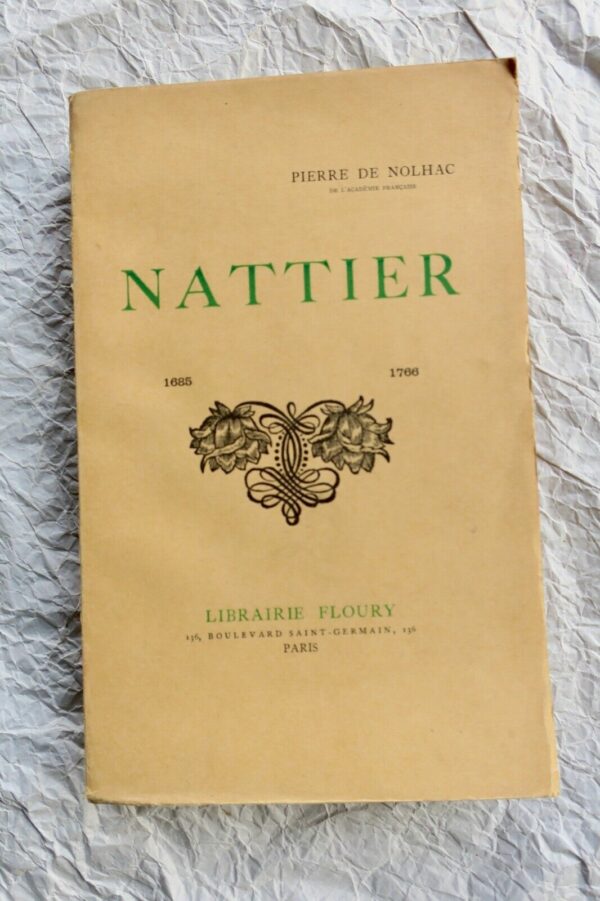 PIERRE DE NOLHAC
DE L'ACADÉMIE FRANÇAISE
NATTIER
1685 1766
LIBRAIRIE FLOURY
136, BOULEVARD SAINT-GERMAIN, 136
PARIS